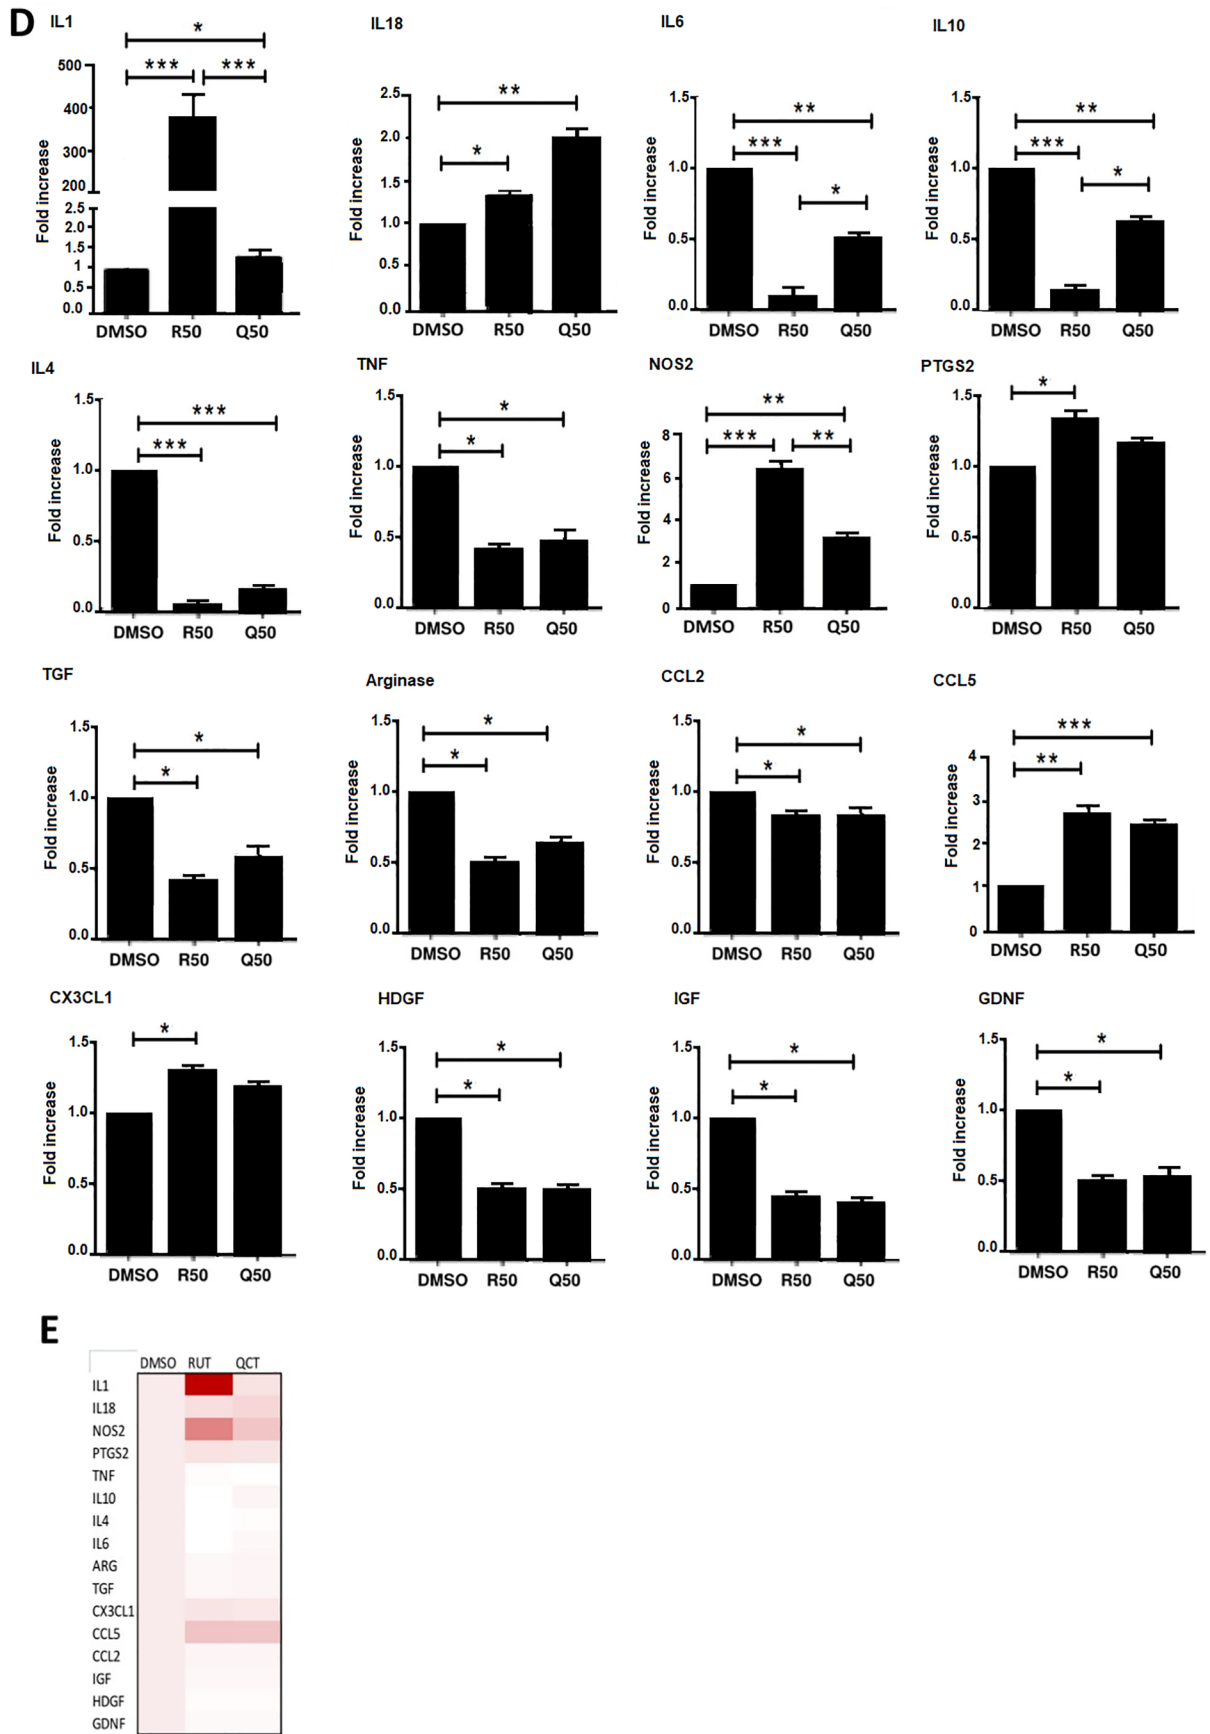 D
IL1
IL18
IL6
IL10
*
*** ***
500
400
300
200
2.5
2.0
1.5
1
0.5
0.0
Fold increase
DMSO R50 Q50
**
*
2.5
2.0
1.5
1.0
0.5
0.0
Fold increase
DMSO R50 Q50
**
***
*
1.5
1.0
0.5
0.0
Fold increase
DMSO R50 Q50
**
***
*
1.5
1.0
0.5
0.0
Fold increase
DMSO R50 Q50
IL4
TNF
NOS2
PTGS2
***
***
1.5
1.0
0.5
0.0
Fold increase
DMSO R50 Q50
*
*
1.5
1.0
0.5
0.0
Fold increase
DMSO R50 Q50
**
*** **
8
6
4
2
0
Fold increase
DMSO R50 Q50
*
1.5
1.0
0.5
0.0
Fold increase
DMSO R50 Q50
TGF
Arginase
CCL2
CCL5
*
*
1.5
1.0
0.5
0.0
Fold increase
DMSO R50 Q50
*
*
1.5
1.0
0.5
0.0
Fold increase
DMSO R50 Q50
*
*
1.5
1.0
0.5
0.0
Fold increase
DMSO R50 Q50
***
**
4
3
2
1
0
Fold increase
DMSO R50 Q50
CX3CL1
HDGF
IGF
GDNF
*
1.5
1.0
0.5
0.0
Fold increase
DMSO R50 Q50
*
*
1.5
1.0
0.5
0.0
Fold increase
DMSO R50 Q50
*
*
1.5
1.0
0.5
0.0
Fold increase
DMSO R50 Q50
*
*
1.5
1.0
0.5
0.0
Fold increase
DMSO R50 Q50
E
DMSO RUT QCT
IL1
IL18
NOS2
PTGS2
TNF
IL10
IL4
IL6
ARG
TGF
CX3CL1
CCL5
CCL2
IGF
HDGF
GDNF